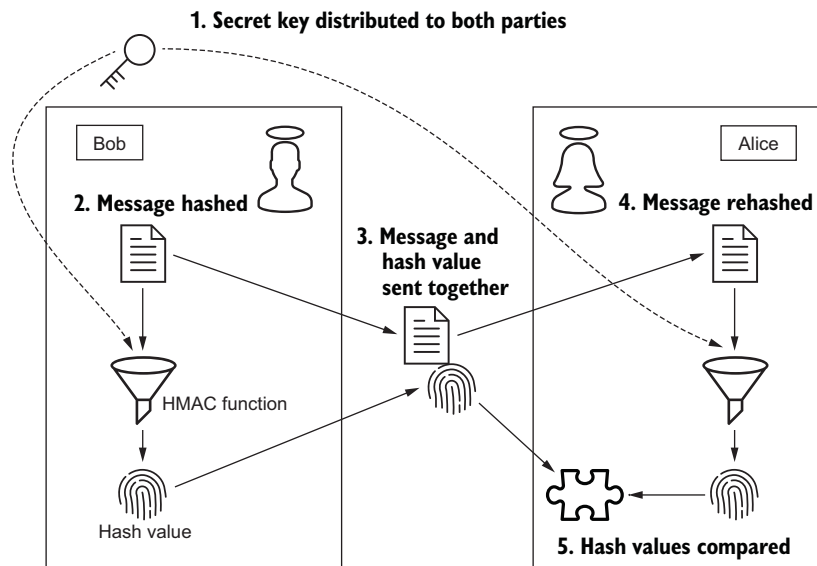 1. Secret key distributed to both parties
Bob
Alice
2. Message hashed
4. Message rehashed
3. Message and
hash value
sent together
HMAC function
Hash value
5. Hash values compared